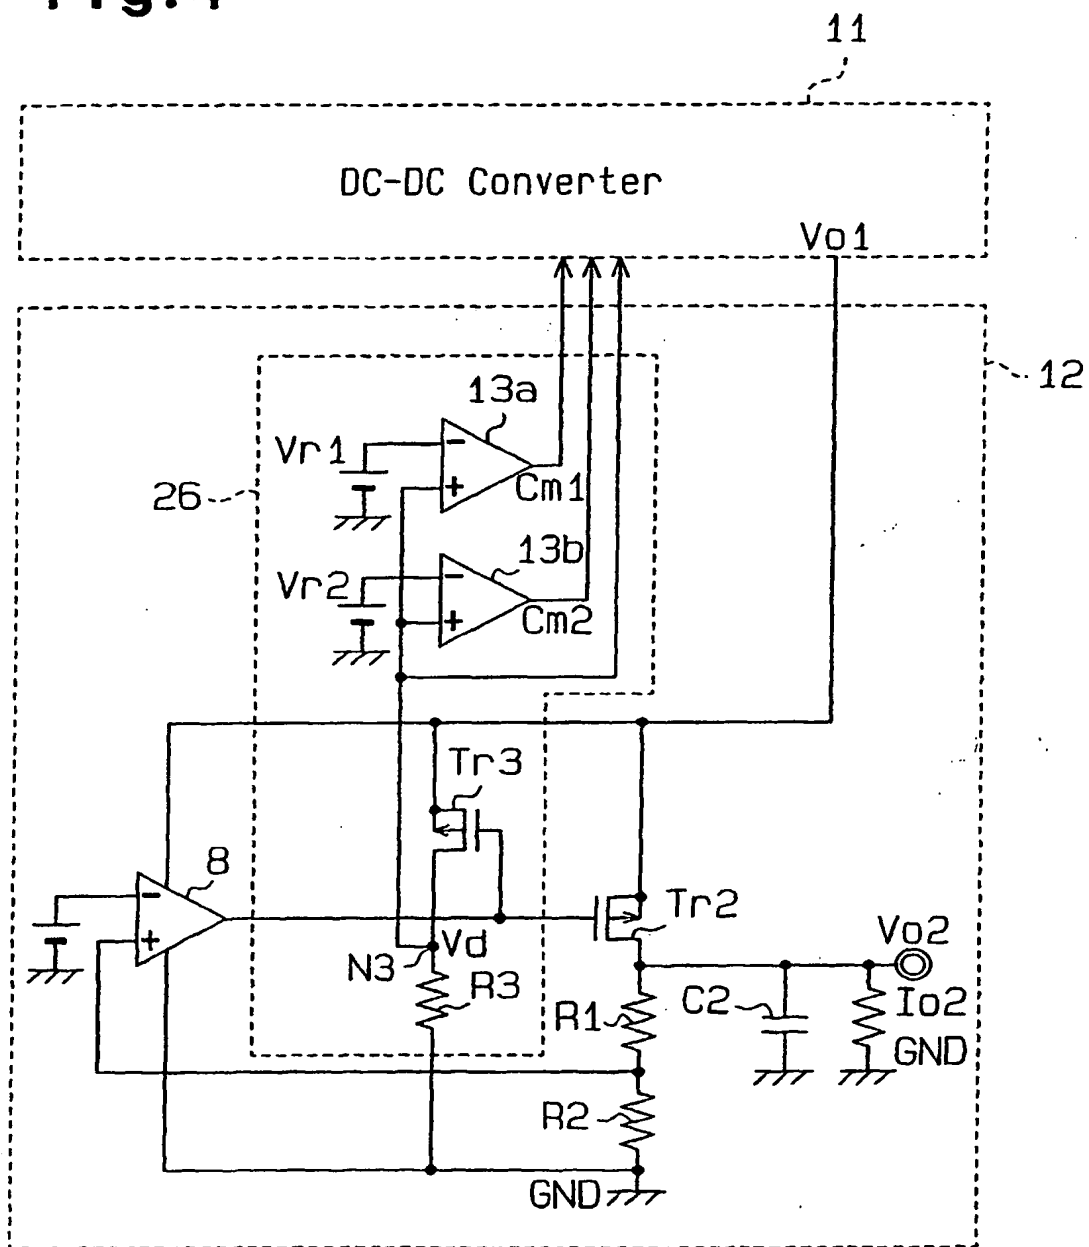 11
DC-DC Converter
Vo1
12
13a
Vr1
-
+
Cm1
26
13b
Vr2
-
+
Cm2
Tr3
8
-
+
Tr2
Vd
N3
R3
Vo2
Io2
C2
R1
GND
R2
GND